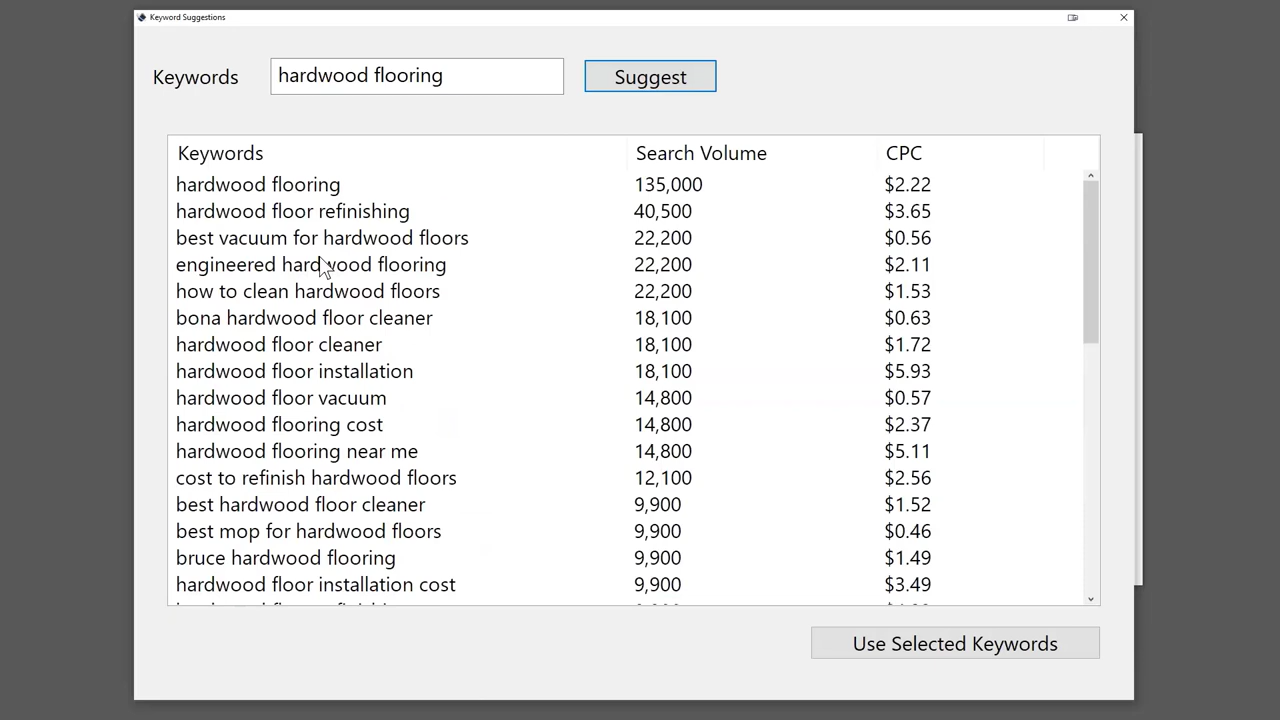 Keyword Suggestions
Keywords hardwood flooring Suggest
Keywords Search Volume CPC
hardwood flooring 135,000 $2.22
hardwood floor refinishing 40,500 $3.65
best vacuum for hardwood floors 22,200 $0.56
engineered hardwood flooring 22,200 $2.11
how to clean hardwood floors 22,200 $1.53
bona hardwood floor cleaner 18,100 $0.63
hardwood floor cleaner 18,100 $1.72
hardwood floor installation 18,100 $5.93
hardwood floor vacuum 14,800 $0.57
hardwood flooring cost 14,800 $2.37
hardwood flooring near me 14,800 $5.11
cost to refinish hardwood floors 12,100 $2.56
best hardwood floor cleaner 9,900 $1.52
best mop for hardwood floors 9,900 $0.46
bruce hardwood flooring 9,900 $1.49
hardwood floor installation cost 9,900 $3.49
Use Selected Keywords